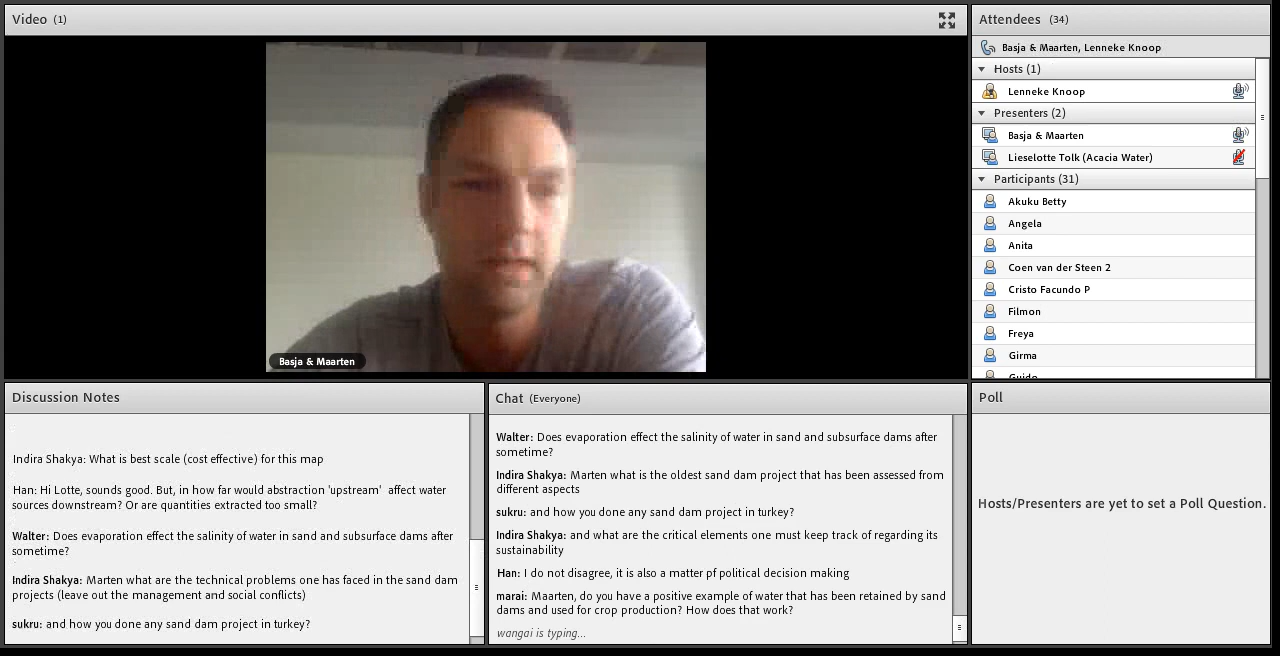 Video (1)
Basja & Maarten
Attendees (34)
Basja & Maarten, Lenneke Knoop
Hosts (1)
Lenneke Knoop
Presenters (2)
Basja & Maarten
Lieselotte Tolk (Acacia Water)
Participants (31)
Akuku Betty
Angela
Anita
Coen van der Steen 2
Cristo Facundo P
Filmon
Freya
Girma
Guido
Discussion Notes
Indira Shakya: What is best scale (cost effective) for this map
Han: Hi Lotte, sounds good. But, in how far would abstraction 'upstream' affect water
sources downstream? Or are quantities extracted too small?
Walter: Does evaporation effect the salinity of water in sand and subsurface dams after
sometime?
Indira Shakya: Marten what are the technical problems one has faced in the sand dam
projects (leave out the management and social conflicts)
sukru: and how you done any sand dam project in turkey?
Chat (Everyone)
Walter: Does evaporation effect the salinity of water in sand and subsurface dams after
sometime?
Indira Shakya: Marten what is the oldest sand dam project that has been assessed from
different aspects
sukru: and how you done any sand dam project in turkey?
Indira Shakya: and what are the critical elements one must keep track of regarding its
sustainability
Han: I do not disagree, it is also a matter pf political decision making
marai: Maarten, do you have a positive example of water that has been retained by sand
dams and used for crop production? How does that work?
wangai is typing...
Poll
Hosts/Presenters are yet to set a Poll Question.